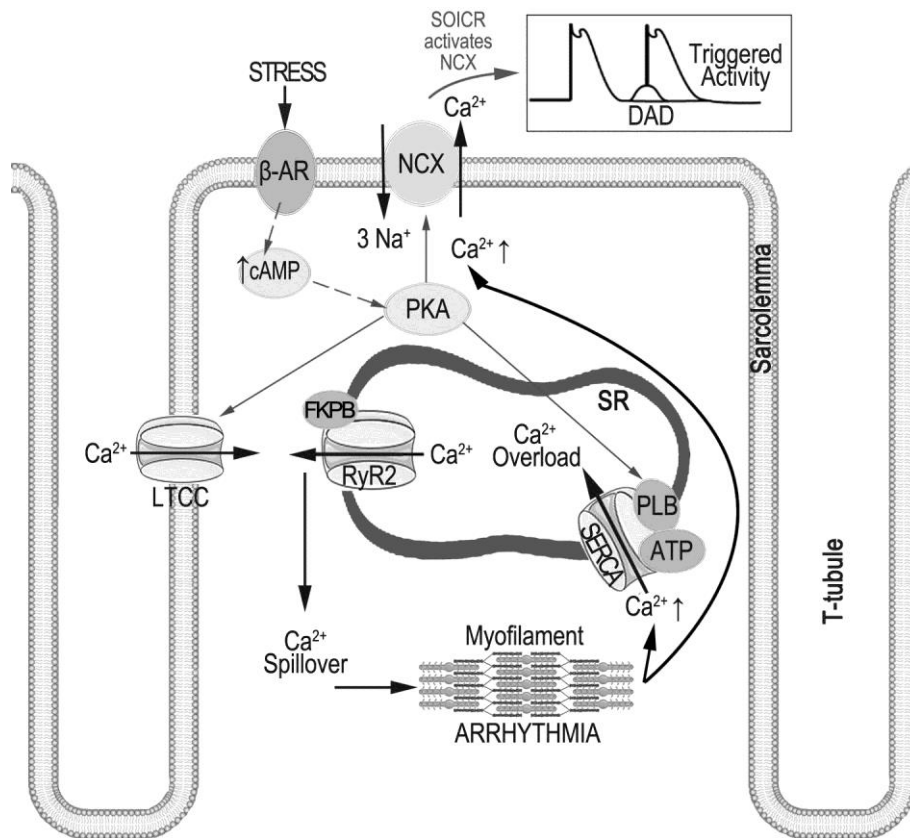 SOICR
activates
NCX
Triggered
Activity
DAD
STRESS
Ca²⁺
β-AR
NCX
3 Na⁺
Ca²⁺ ↑
↑cAMP
PKA
Sarcolemma
SR
FKPB
Ca²⁺
RyR2
Ca²⁺
LTCC
Ca²⁺
Overload
PLB
ATP
SERCA
Ca²⁺ ↑
T-tubule
Ca²⁺
Spillover
Myofilament
ARRHYTHMIA